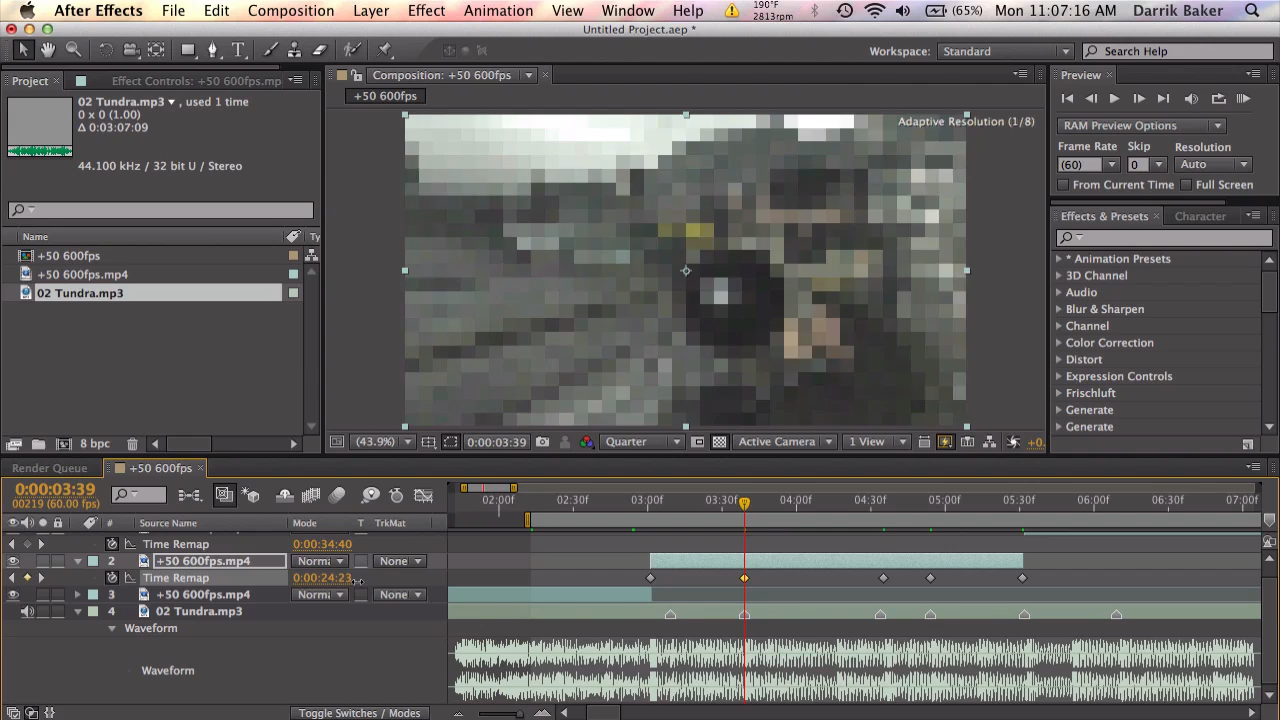 After Effects File Edit Composition Layer Effect Animation View Window Help 190°F 2813rpm (65%) Mon 11:07:16 AM Darrik Baker
Untitled Project.aep *
Workspace: Standard Search Help
Project Effect Controls: +50 600fps.mp
02 Tundra.mp3 , used 1 time
0 x 0 (1.00)
Δ 0:03:07:09
44.100 kHz / 32 bit U / Stereo
Name Ty
+50 600fps
+50 600fps.mp4
02 Tundra.mp3
8 bpc
Composition: +50 600fps
+50 600fps
Adaptive Resolution (1/8)
(43.9%) 0:00:03:39 Quarter Active Camera 1 View +0.
Preview
RAM Preview Options
Frame Rate Skip Resolution
(60) 0 Auto
From Current Time Full Screen
Effects & Presets Character
* Animation Presets
3D Channel
Audio
Blur & Sharpen
Channel
Color Correction
Distort
Expression Controls
Frischluft
Generate
Generate
Render Queue +50 600fps
0:00:03:39
00219 (60.00 fps)
02:00f 02:30f 03:00f 03:30f 04:00f 04:30f 05:00f 05:30f 06:00f 06:30f 07:00f
# Source Name Mode T TrkMat
Time Remap 0:00:34:40
2 +50 600fps.mp4 Norma None
Time Remap 0:00:24:23
3 +50 600fps.mp4 Norma None
4 02 Tundra.mp3
Waveform
Waveform
Toggle Switches / Modes